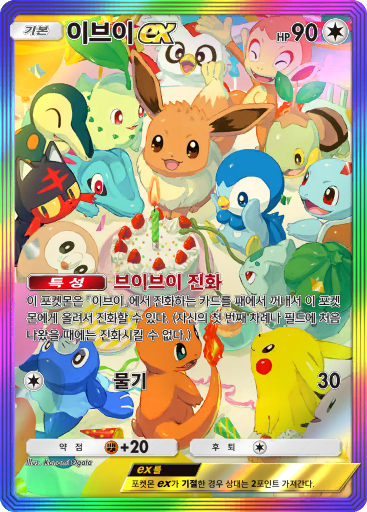 기본 이브이 ex HP 90
특성 브이브이 진화
이 포켓몬은 「이브이」에서 진화하는 카드를 패에서 꺼내서 이 포켓
몬에게 올려서 진화할 수 있다. (자신의 첫 번째 차례나 필드에 처음
나왔을 때에는 진화시킬 수 없다.)
물기 30
약점 +20 후퇴
Illus. Kanami Ogata
ex룰
포켓몬 ex가 기절한 경우 상대는 2포인트 가져간다.